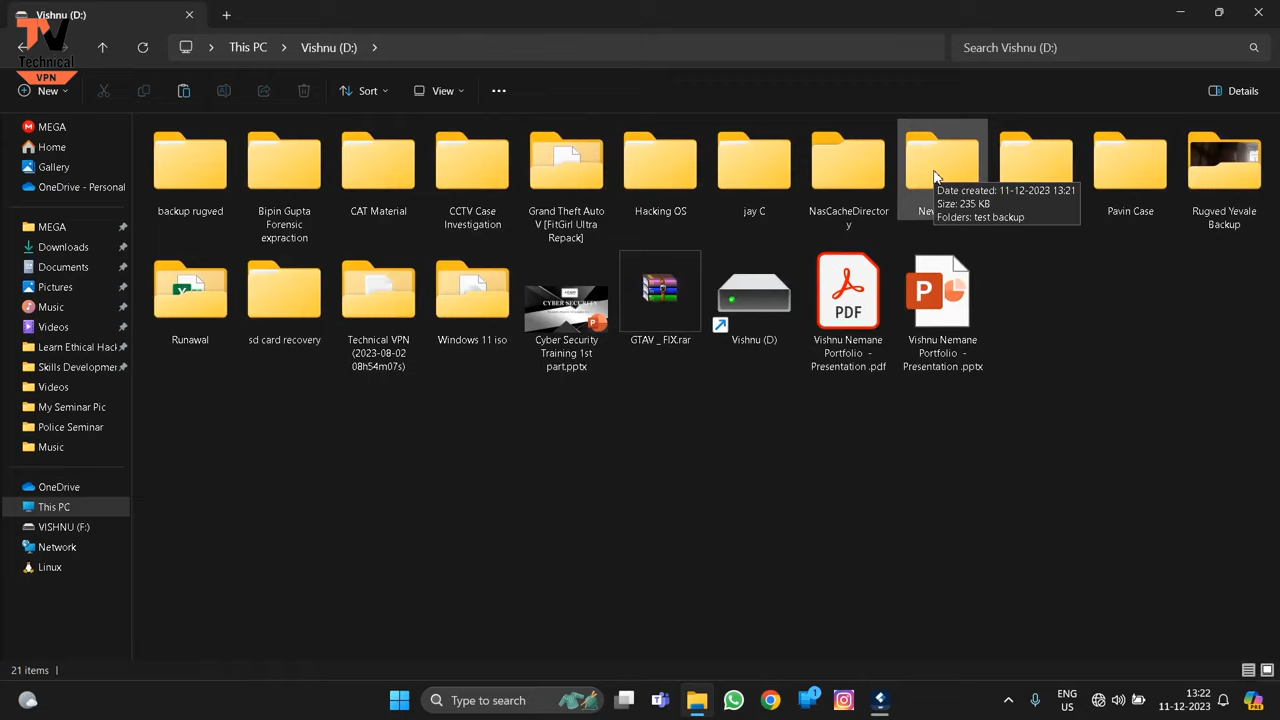 Vishnu (D:)
TV
Technical
VPN
This PC
Vishnu (D:)
Search Vishnu (D:)
New
Sort
View
Details
MEGA
Home
Gallery
OneDrive - Personal
MEGA
Downloads
Documents
Pictures
Music
Videos
Learn Ethical Hack
Skills Developmer
Videos
My Seminar Pic
Police Seminar
Music
OneDrive
This PC
VISHNU (F:)
Network
Linux
backup rugved
Bipin Gupta
Forensic
expraction
CAT Material
CCTV Case
Investigation
Grand Theft Auto
V [FitGirl Ultra
Repack]
Hacking OS
jay C
NasCacheDirector
y
Date created: 11-12-2023 13:21
Size: 235 KB
Folders: test backup
Pavin Case
Rugved Yevale
Backup
Runawal
sd card recovery
Technical VPN
(2023-08-02
08h54m07s)
Windows 11 iso
CYBER SECURITY
Cyber Security
Training 1st
part.pptx
GTAV _ FIX.rar
Vishnu (D)
PDF
Vishnu Nemane
Portfolio -
Presentation .pdf
P
Vishnu Nemane
Portfolio -
Presentation .pptx
21 items
Type to search
1
ENG
US
13:22
11-12-2023
PRE